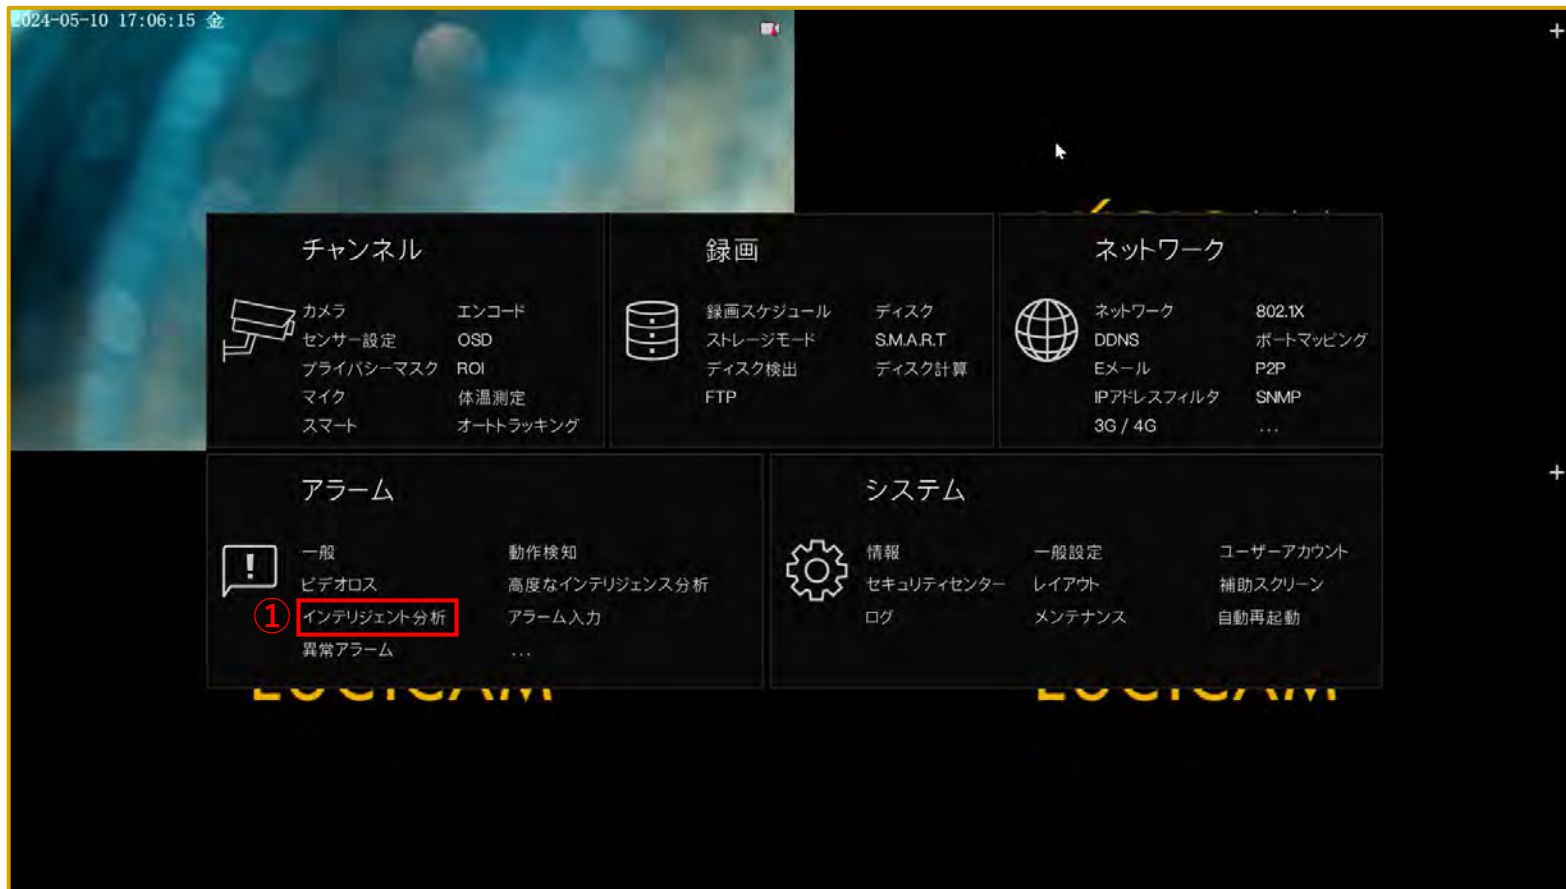 2024-05-10 17:06:15 金
チャンネル
カメラ エンコード
センサー設定 OSD
プライバシーマスク ROI
マイク 体温測定
スマート オートトラッキング
録画
録画スケジュール ディスク
ストレージモード S.M.A.R.T
ディスク検出 ディスク計算
FTP
ネットワーク
ネットワーク 802.1X
DDNS ポートマッピング
Eメール P2P
IPアドレスフィルタ SNMP
3G / 4G ...
アラーム
一般 動作検知
ビデオロス 高度なインテリジェンス分析
① インテリジェント分析 アラーム入力
異常アラーム ...
システム
情報 一般設定 ユーザーアカウント
セキュリティセンター レイアウト 補助スクリーン
ログ メンテナンス 自動再起動